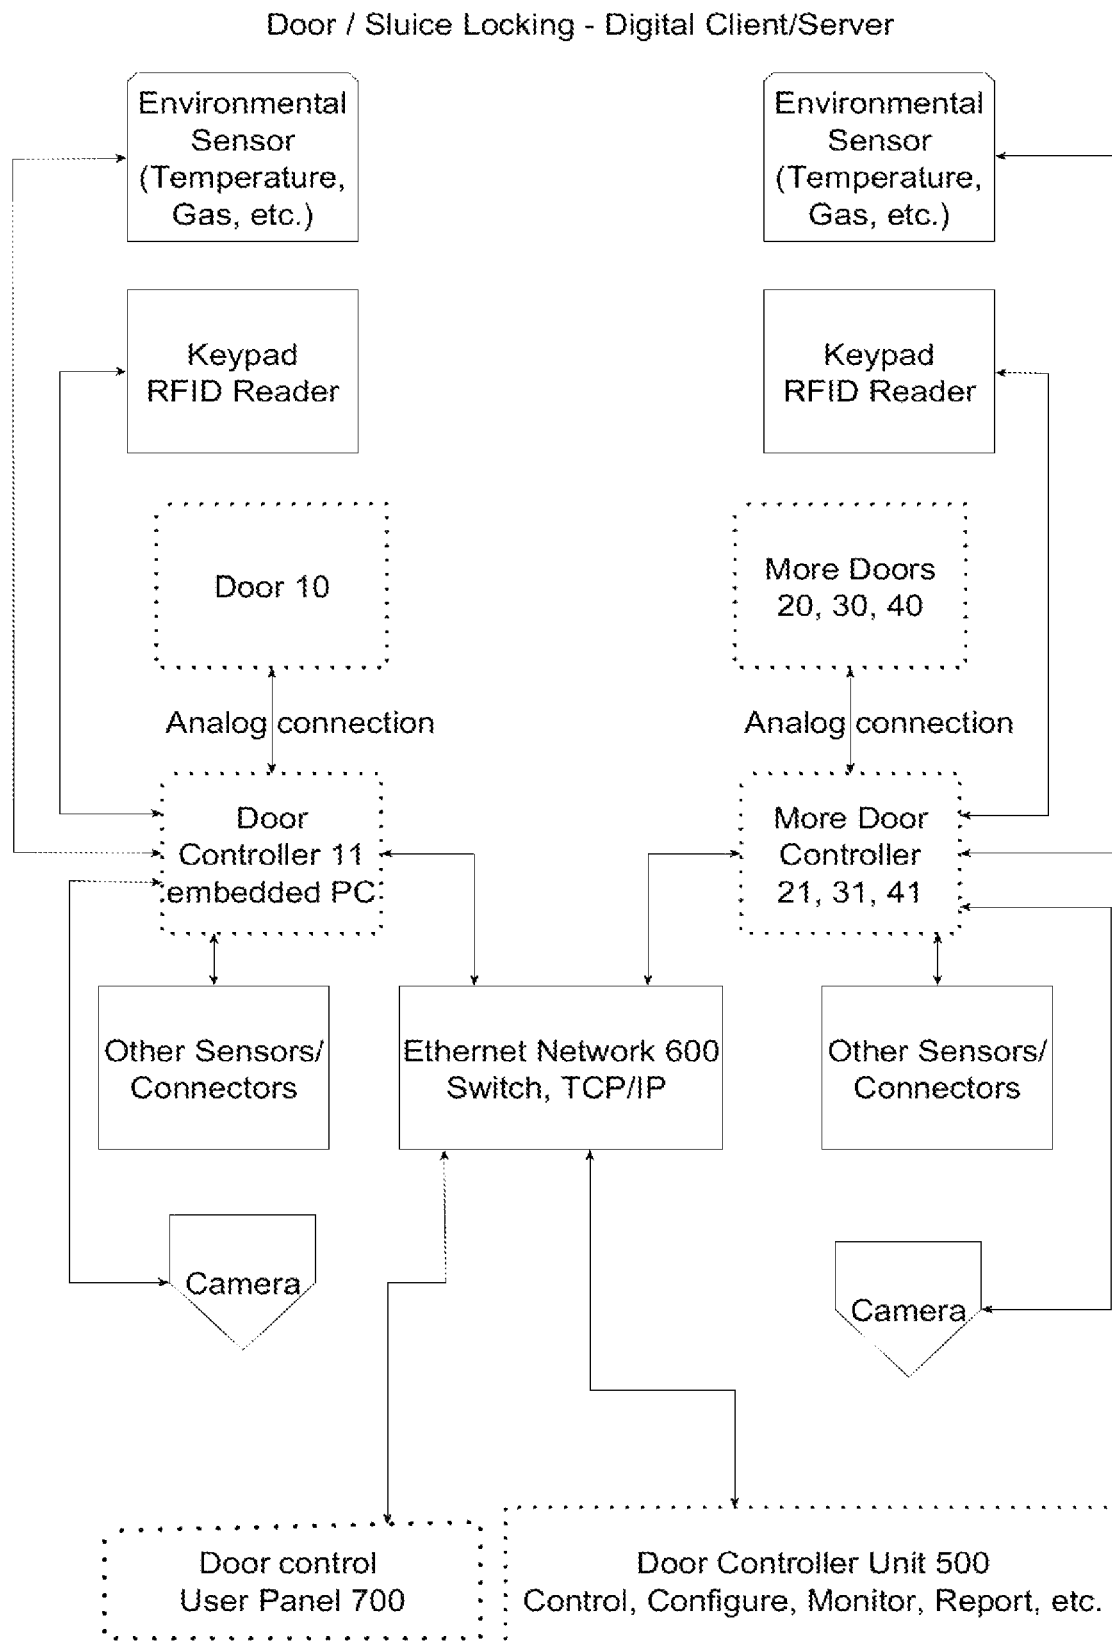 Door / Sluice Locking - Digital Client/Server
Environmental
Sensor
(Temperature,
Gas, etc.)
Environmental
Sensor
(Temperature,
Gas, etc.)
Keypad
RFID Reader
Keypad
RFID Reader
Door 10
More Doors
20, 30, 40
Analog connection
Analog connection
Door
Controller 11
embedded PC
More Door
Controller
21, 31, 41
Other Sensors/
Connectors
Ethernet Network 600
Switch, TCP/IP
Other Sensors/
Connectors
Camera
Camera
Door control
User Panel 700
Door Controller Unit 500
Control, Configure, Monitor, Report, etc.